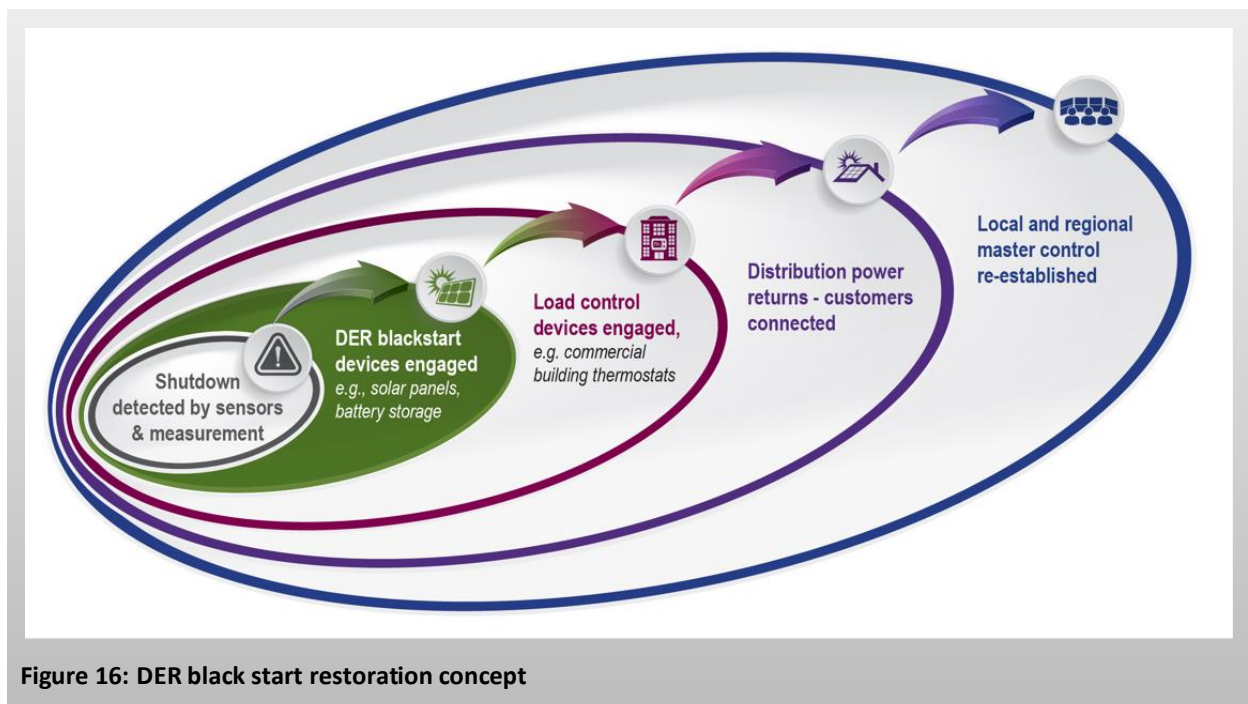 Shutdown
detected by sensors
& measurement
DER blackstart
devices engaged
e.g., solar panels,
battery storage
Load control
devices engaged,
e.g. commercial
building thermostats
Distribution power
returns - customers
connected
Local and regional
master control
re-established
Figure 16: DER black start restoration concept